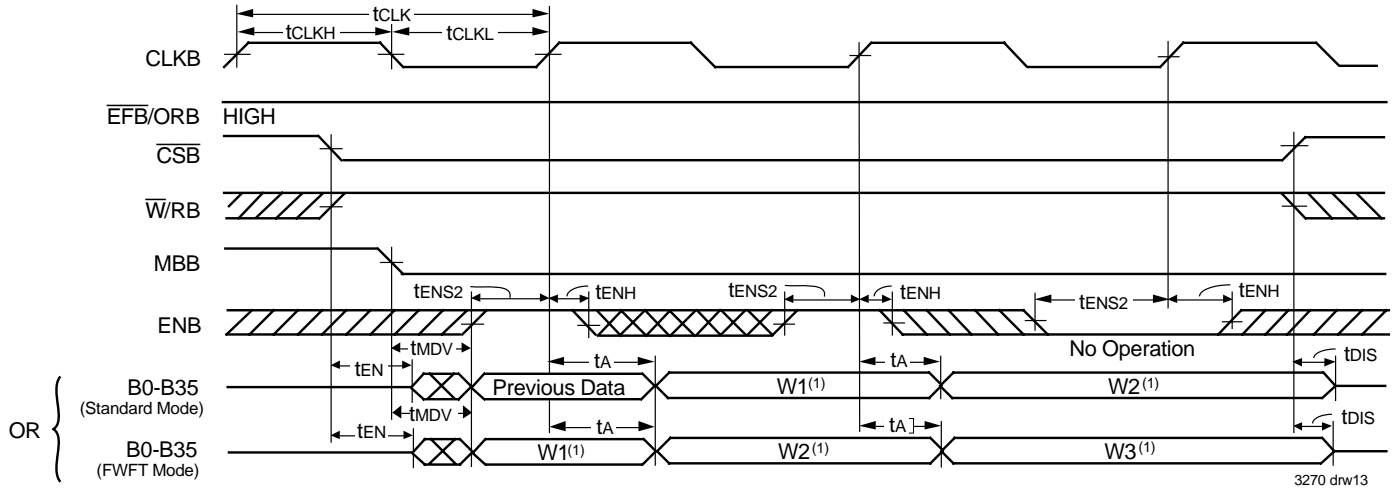 tCLK
tCLKH tCLKL
CLKB
EFB/ORB HIGH
CSB
W/RB
MBB
tENS2 tENH tENS2 tENH tENS2 tENH
ENB
No Operation
tMDV
tEN tA tA tDIS
B0-B35 Previous Data W1(1) W2(1)
(Standard Mode)
OR
tMDV
tEN tA tA] tDIS
B0-B35 W1(1) W2(1) W3(1)
(FWFT Mode)
3270 drw13